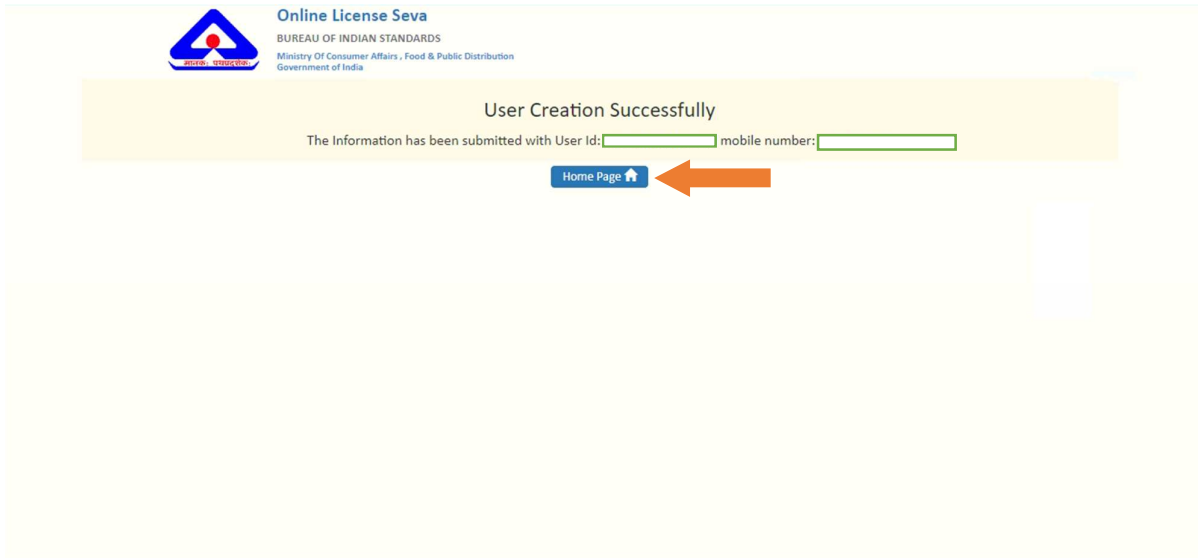 Online License Seva
BUREAU OF INDIAN STANDARDS
Ministry Of Consumer Affairs , Food & Public Distribution
Government of India
मानक: पथप्रदर्शक:
User Creation Successfully
The Information has been submitted with User Id: mobile number:
Home Page